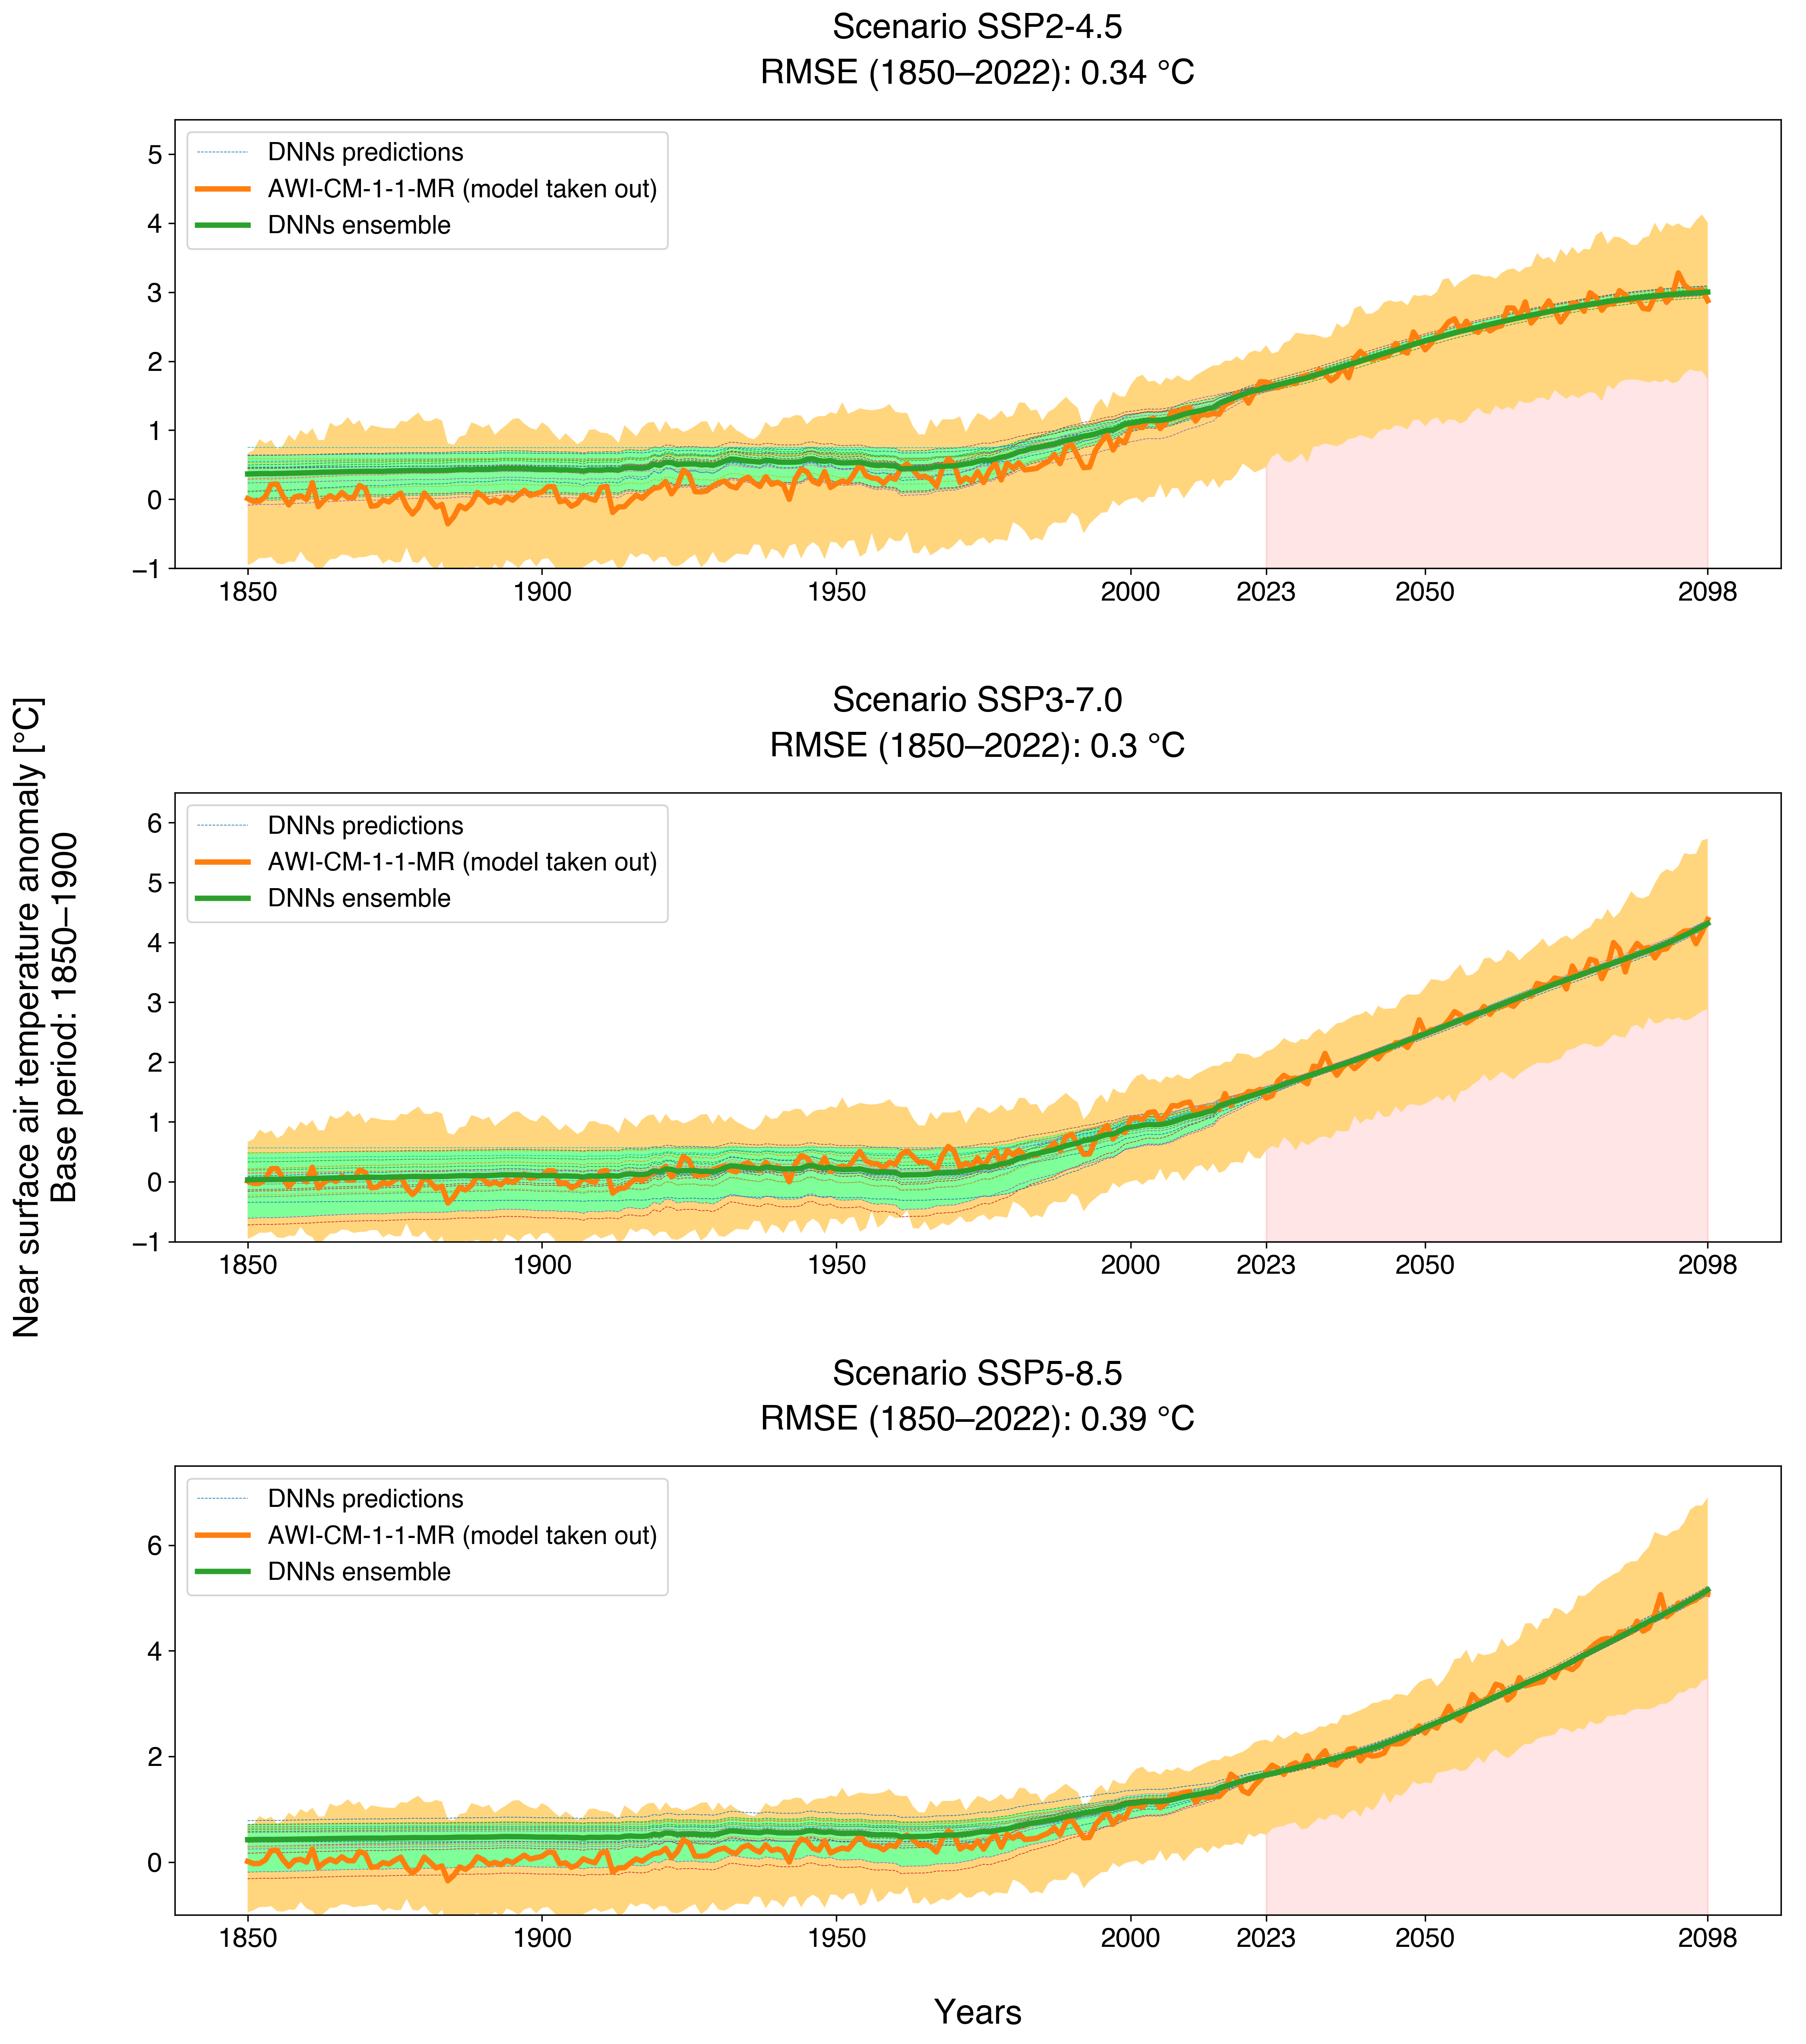 Scenario SSP2-4.5
RMSE (1850–2022): 0.34 °C
DNNs predictions
AWI-CM-1-1-MR (model taken out)
DNNs ensemble
5
4
3
2
1
0
−1
1850 1900 1950 2000 2023 2050 2098
Near surface air temperature anomaly [°C]
Base period: 1850–1900
Scenario SSP3-7.0
RMSE (1850–2022): 0.3 °C
DNNs predictions
AWI-CM-1-1-MR (model taken out)
DNNs ensemble
6
5
4
3
2
1
0
−1
1850 1900 1950 2000 2023 2050 2098
Scenario SSP5-8.5
RMSE (1850–2022): 0.39 °C
DNNs predictions
AWI-CM-1-1-MR (model taken out)
DNNs ensemble
6
4
2
0
1850 1900 1950 2000 2023 2050 2098
Years